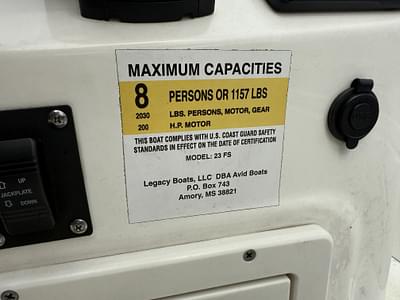 MAXIMUM CAPACITIES
8 PERSONS OR 1157 LBS
2030 LBS. PERSONS, MOTOR, GEAR
200 H.P. MOTOR
THIS BOAT COMPLIES WITH U.S. COAST GUARD SAFETY
STANDARDS IN EFFECT ON THE DATE OF CERTIFICATION
MODEL: 23 FS
Legacy Boats, LLC DBA Avid Boats
P.O. Box 743
Amory, MS 38821
UP
JACKPLATE
DOWN